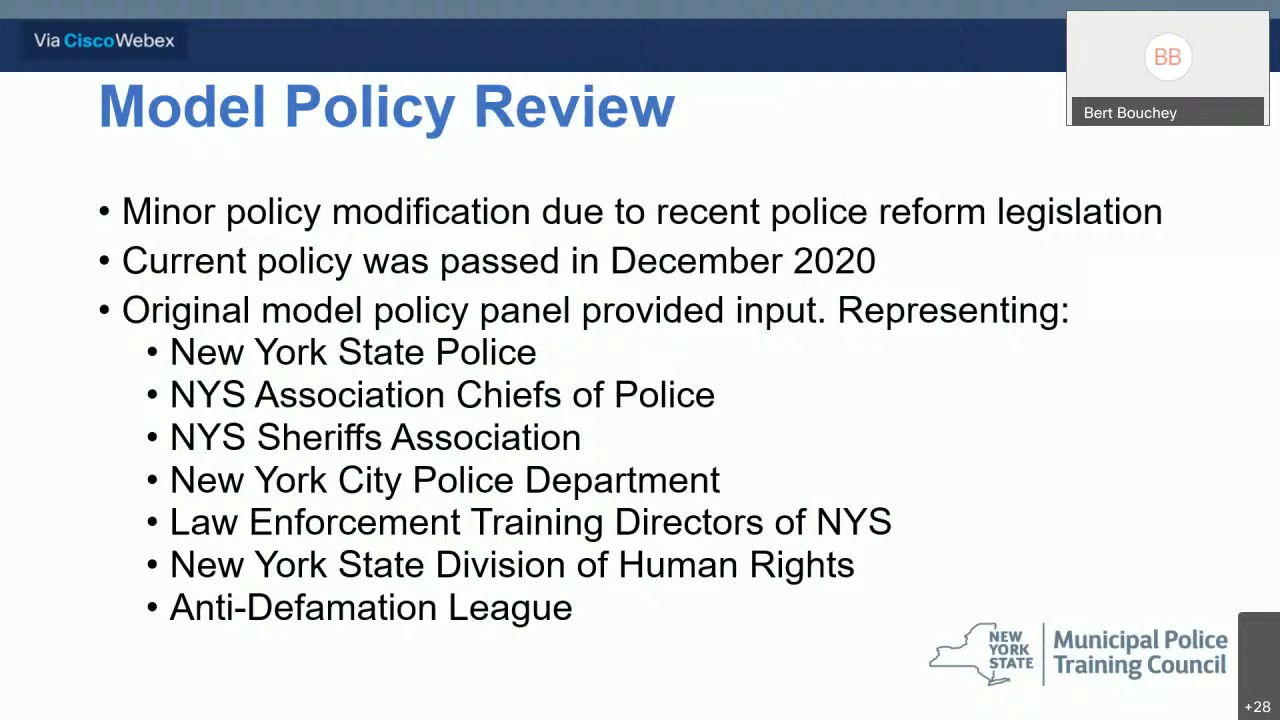 Via CiscoWebex
BB
Bert Bouchey
Model Policy Review
• Minor policy modification due to recent police reform legislation
• Current policy was passed in December 2020
• Original model policy panel provided input. Representing:
• New York State Police
• NYS Association Chiefs of Police
• NYS Sheriffs Association
• New York City Police Department
• Law Enforcement Training Directors of NYS
• New York State Division of Human Rights
• Anti-Defamation League
NEW
YORK
STATE
Municipal Police
Training Council
+28